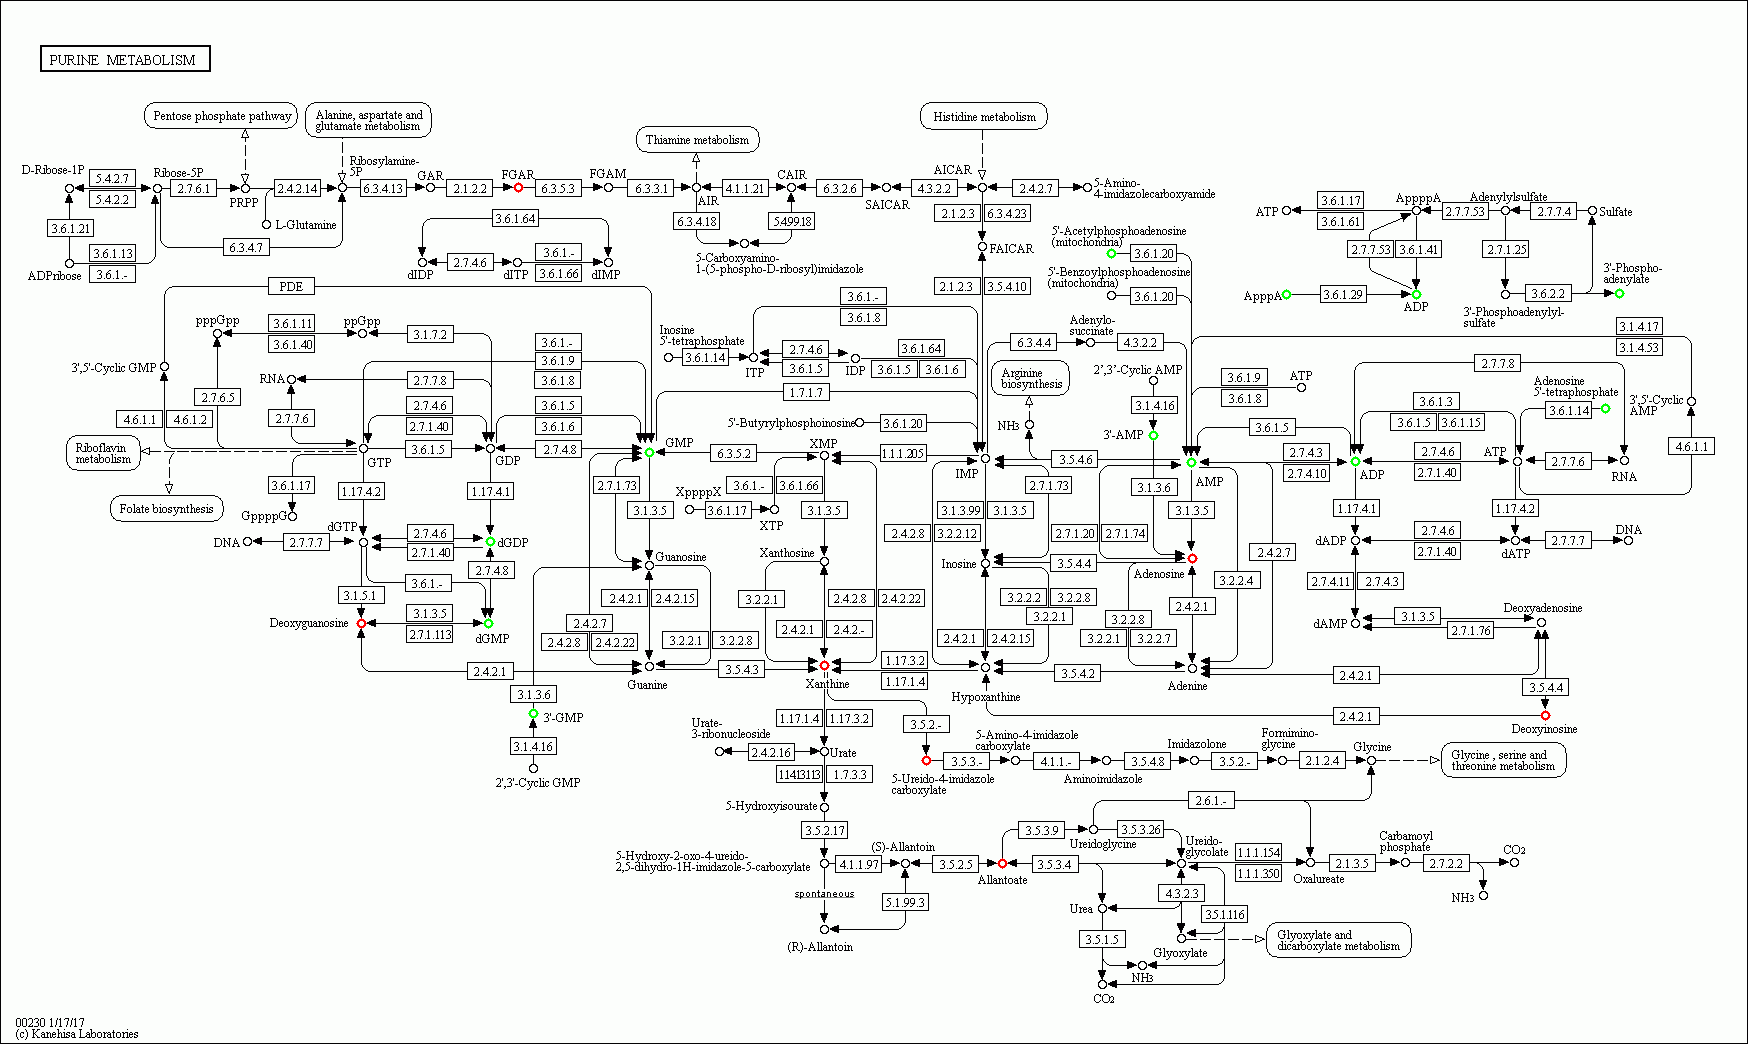 PURINE METABOLISM
Pentose phosphate pathway
Alanine, aspartate and
glutamate metabolism
Thiamine metabolism
Histidine metabolism
D-Ribose-1P
5.4.2.7
5.4.2.2
Ribose-5P
2.7.6.1
PRPP
2.4.2.14
Ribosylamine-
5P
6.3.4.13
GAR
2.1.2.2
FGAR
6.3.5.3
FGAM
6.3.3.1
AIR
4.1.1.21
CAIR
6.3.2.6
SAICAR
4.3.2.2
AICAR
2.4.2.7
5-Amino-
4-imidazolecarboxyamide
3.6.1.21
3.6.1.13
3.6.1.-
ADPribose
L-Glutamine
6.3.4.7
3.6.1.64
dIDP
2.7.4.6
dITP
3.6.1.-
3.6.1.66
dIMP
6.3.4.18
5.4.99.18
5-Carboxyamino-
1-(5-phospho-D-ribosyl)imidazole
2.1.2.3
6.3.4.23
FAICAR
2.1.2.3
3.5.4.10
5'-Acetylphosphoadenosine
(mitochondria)
3.6.1.20
5'-Benzoylphosphoadenosine
(mitochondria)
3.6.1.20
ATP
3.6.1.17
3.6.1.61
AppppA
2.7.7.53
Adenylylsulfate
2.7.7.4
Sulfate
2.7.7.53
3.6.1.41
2.7.1.25
ApppA
3.6.1.29
ADP
3.6.2.2
3'-Phospho-
adenylate
3'-Phosphoadenylyl-
sulfate
PDE
pppGpp
3.6.1.11
3.6.1.40
ppGpp
3.1.7.2
3.6.1.-
3.6.1.9
3.6.1.8
3.6.1.5
3.6.1.6
Inosine
5'-tetraphosphate
3.6.1.14
ITP
3.6.1.-
3.6.1.8
2.7.4.6
3.6.1.5
IDP
3.6.1.64
3.6.1.5
3.6.1.6
6.3.4.4
Adenylo-
succinate
4.3.2.2
3.1.4.17
3.1.4.53
3',5'-Cyclic GMP
RNA
2.7.7.8
2.7.6.5
2.7.7.6
2.7.4.6
2.7.1.40
4.6.1.1
4.6.1.2
1.7.1.7
Arginine
biosynthesis
2',3'-Cyclic AMP
3.1.4.16
3.6.1.9
3.6.1.8
ATP
2.7.7.8
Adenosine
5'-tetraphosphate
3.6.1.14
3',5'-Cyclic
AMP
3.6.1.3
3.6.1.5
3.6.1.15
5'-Butyrylphosphoinosine
3.6.1.20
NH3
3'-AMP
3.6.1.5
4.6.1.1
Riboflavin
metabolism
GTP
3.6.1.5
GDP
2.7.4.8
GMP
6.3.5.2
XMP
1.1.1.205
IMP
3.5.4.6
AMP
2.7.4.3
2.7.4.10
ADP
2.7.4.6
2.7.1.40
ATP
2.7.7.6
RNA
Folate biosynthesis
3.6.1.17
GppppG
1.17.4.2
1.17.4.1
2.7.1.73
XppppX
3.6.1.17
XTP
3.6.1.-
3.6.1.66
3.1.3.5
3.1.3.5
2.7.1.73
3.1.3.6
3.1.3.99
3.1.3.5
3.1.3.5
1.17.4.1
1.17.4.2
DNA
2.7.7.7
dGTP
2.7.4.6
2.7.1.40
dGDP
2.7.4.8
2.4.2.8
3.2.2.12
2.7.1.20
2.7.1.74
2.4.2.7
dADP
2.7.4.6
2.7.1.40
dATP
2.7.7.7
DNA
3.6.1.-
3.1.5.1
Guanosine
Xanthosine
Inosine
3.5.4.4
Adenosine
3.2.2.4
2.7.4.11
2.7.4.3
Deoxyguanosine
3.1.3.5
2.7.1.113
dGMP
2.4.2.1
2.4.2.15
2.4.2.7
2.4.2.8
2.4.2.22
3.2.2.1
3.2.2.8
3.2.2.1
2.4.2.8
2.4.2.22
2.4.2.1
2.4.2.-
3.2.2.2
3.2.2.8
3.2.2.1
2.4.2.1
2.4.2.15
2.4.2.1
3.2.2.8
3.2.2.1
3.2.2.7
dAMP
3.1.3.5
2.7.1.76
Deoxyadenosine
2.4.2.1
Guanine
3.5.4.3
Xanthine
1.17.3.2
1.17.1.4
Hypoxanthine
3.5.4.2
Adenine
2.4.2.1
3.5.4.4
2.4.2.1
Deoxyinosine
3.1.3.6
3'-GMP
3.1.4.16
2',3'-Cyclic GMP
Urate-
3-ribonucleoside
2.4.2.16
1.17.1.4
1.17.3.2
Urate
1.14.13.113
1.7.3.3
3.5.2.-
5-Ureido-4-imidazole
carboxylate
3.5.3.-
5-Amino-4-imidazole
carboxylate
4.1.1.-
Aminoimidazole
3.5.4.8
Imidazolone
3.5.2.-
Formimino-
glycine
2.1.2.4
Glycine
Glycine , serine and
threonine metabolism
5-Hydroxyisourate
3.5.2.17
2.6.1.-
5-Hydroxy-2-oxo-4-ureido-
2,5-dihydro-1H-imidazole-5-carboxylate
4.1.1.97
(S)-Allantoin
3.5.2.5
Allantoate
3.5.3.9
Ureidoglycine
3.5.3.26
3.5.3.4
Ureido-
glycolate
1.1.1.154
1.1.1.350
Oxalureate
2.1.3.5
Carbamoyl
phosphate
2.7.2.2
CO2
NH3
spontaneous
5.1.99.3
(R)-Allantoin
Urea
4.3.2.3
3.5.1.116
3.5.1.5
Glyoxylate
Glyoxylate and
dicarboxylate metabolism
NH3
CO2
00230 1/17/17
(c) Kanehisa Laboratories